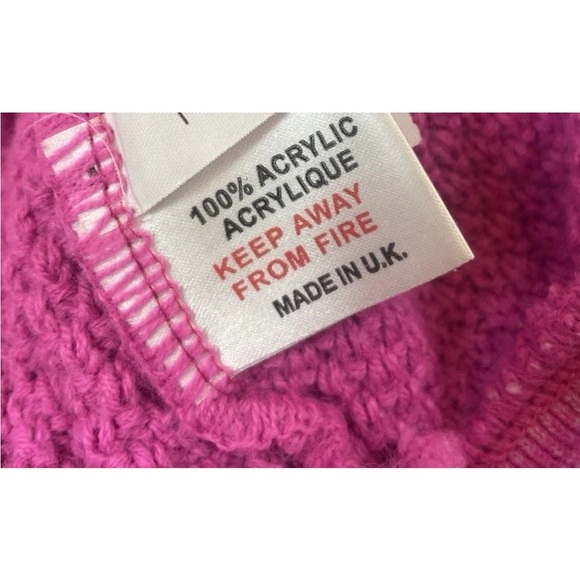 100% ACRYLIC
ACRYLIQUE
KEEP AWAY
FROM FIRE
MADE IN U.K.